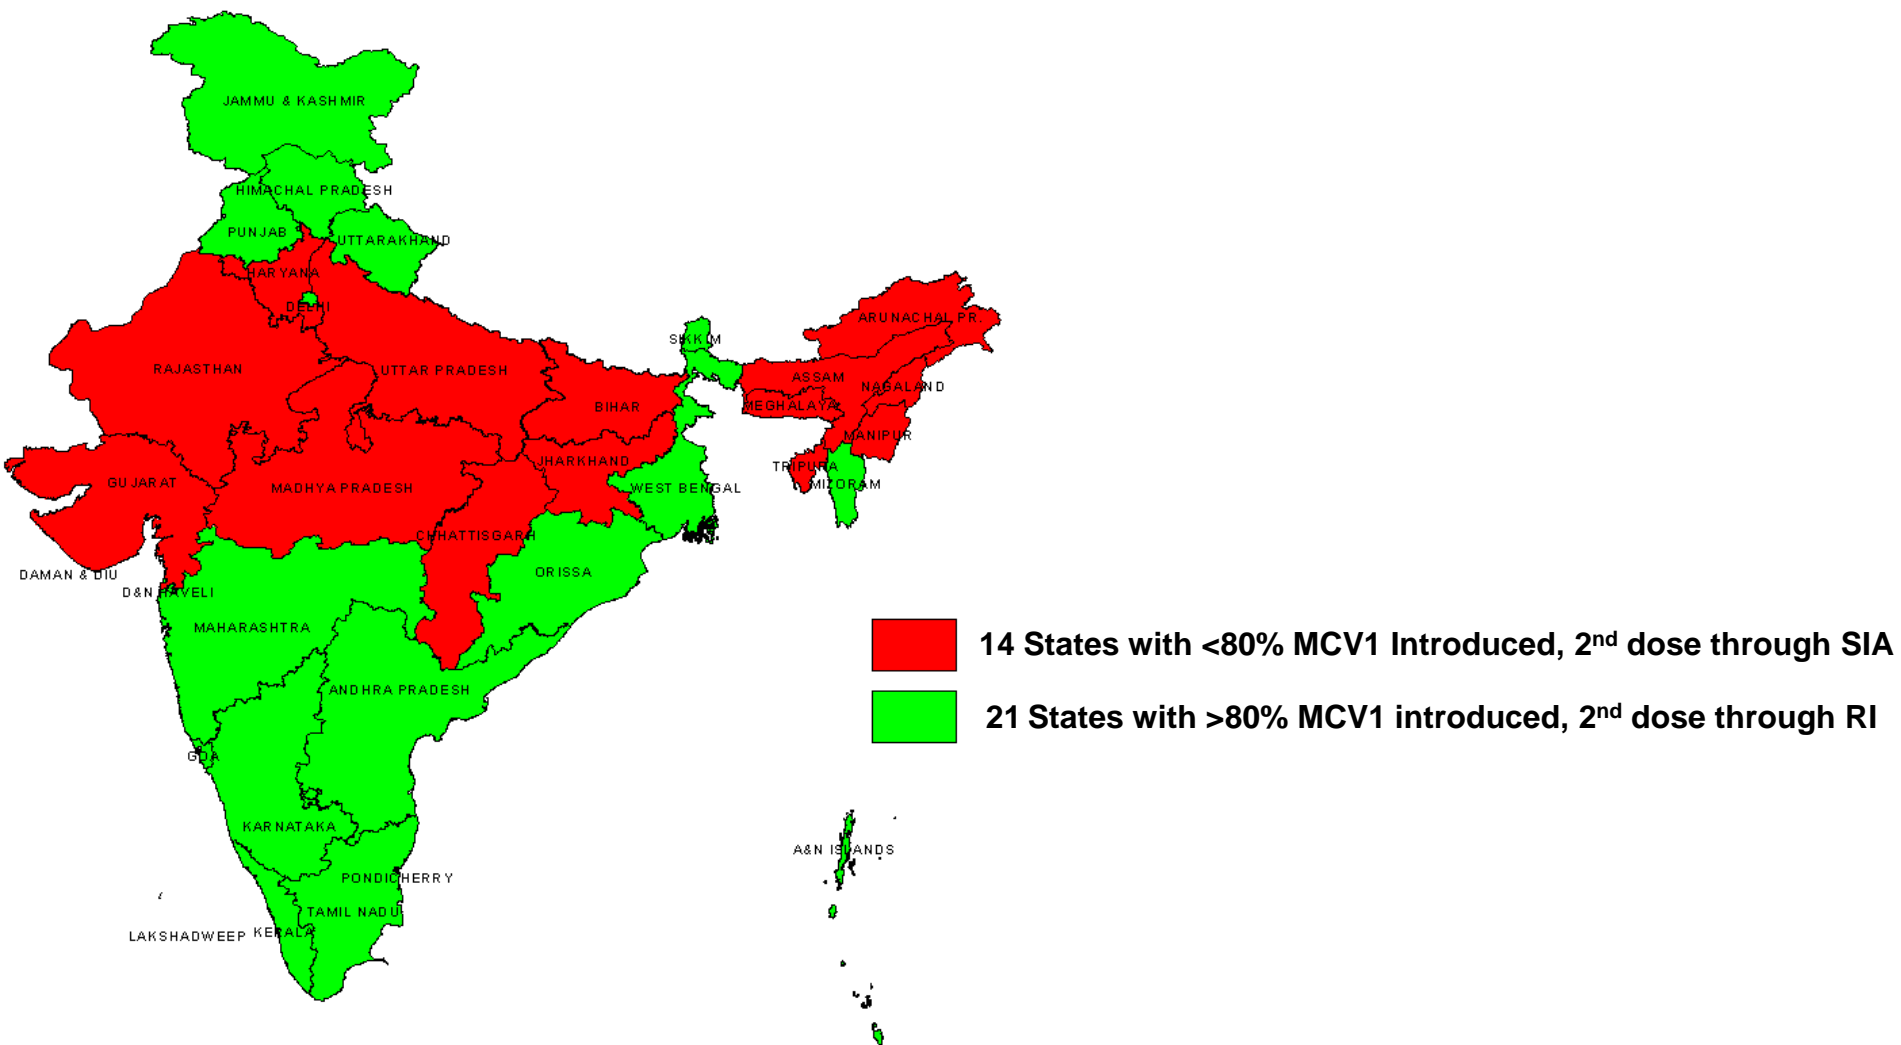 JAMMU & KASHMIR
HIMACHAL PRADESH
PUNJAB
UTTARAKHAND
HARYANA
DELHI
ARUNACHAL PR.
SIKKIM
RAJASTHAN
UTTAR PRADESH
ASSAM
NAGALAND
BIHAR
MEGHALAYA
MANIPUR
JHARKHAND
TRIPURA
GUJARAT
MADHYA PRADESH
WEST BENGAL
MIZORAM
CHHATTISGARH
DAMAN & DIU
ORISSA
D&N HAVELI
MAHARASHTRA
14 States with <80% MCV1 Introduced, 2nd dose through SIA
ANDHRA PRADESH
21 States with >80% MCV1 introduced, 2nd dose through RI
GOA
KARNATAKA
A&N ISLANDS
PONDICHERRY
TAMIL NADU
LAKSHADWEEP
KERALA